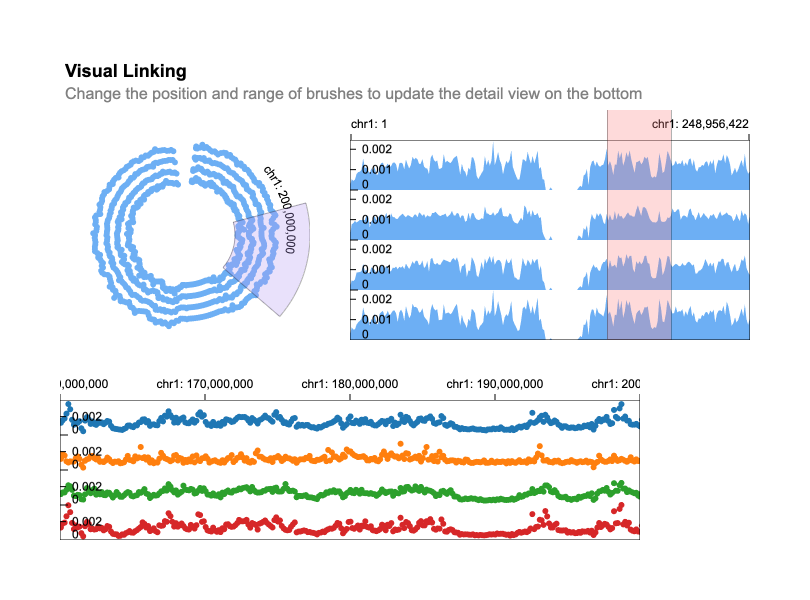 Visual Linking
Change the position and range of brushes to update the detail view on the bottom
chr1: 1
chr1: 248,956,422
chr1: 200,000,000
0.002
0.001
0
0.002
0.001
0
0.002
0.001
0
0.002
0.001
0
0,000,000
chr1: 170,000,000
chr1: 180,000,000
chr1: 190,000,000
chr1: 200
0.002
0
0.002
0
0.002
0
0.002
0